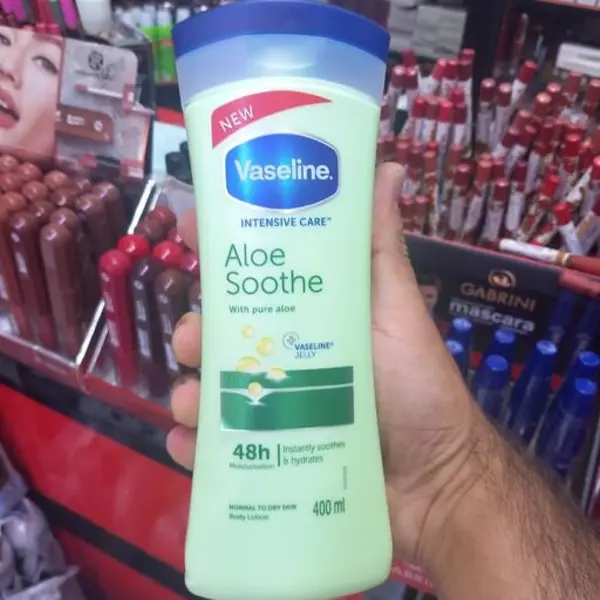 NEW
Vaseline.
INTENSIVE CARE™
Aloe
Soothe
With pure aloe
VASELINE®
JELLY
48h
Moisturisation
Instantly soothes
& hydrates
NORMAL TO DRY SKIN
Body Lotion
400 ml
GABRINI
mascara